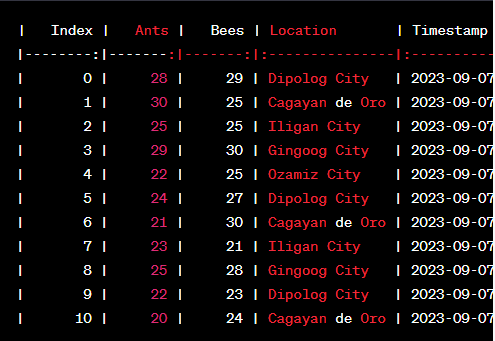 | Index | Ants | Bees | Location | Timestamp
|--------:|-------:|-------:|:---------------|:----------
| 0 | 28 | 29 | Dipolog City | 2023-09-07
| 1 | 30 | 25 | Cagayan de Oro | 2023-09-07
| 2 | 25 | 25 | Iligan City | 2023-09-07
| 3 | 29 | 30 | Gingoog City | 2023-09-07
| 4 | 22 | 25 | Ozamiz City | 2023-09-07
| 5 | 24 | 27 | Dipolog City | 2023-09-07
| 6 | 21 | 30 | Cagayan de Oro | 2023-09-07
| 7 | 23 | 21 | Iligan City | 2023-09-07
| 8 | 25 | 28 | Gingoog City | 2023-09-07
| 9 | 22 | 23 | Dipolog City | 2023-09-07
| 10 | 20 | 24 | Cagayan de Oro | 2023-09-07